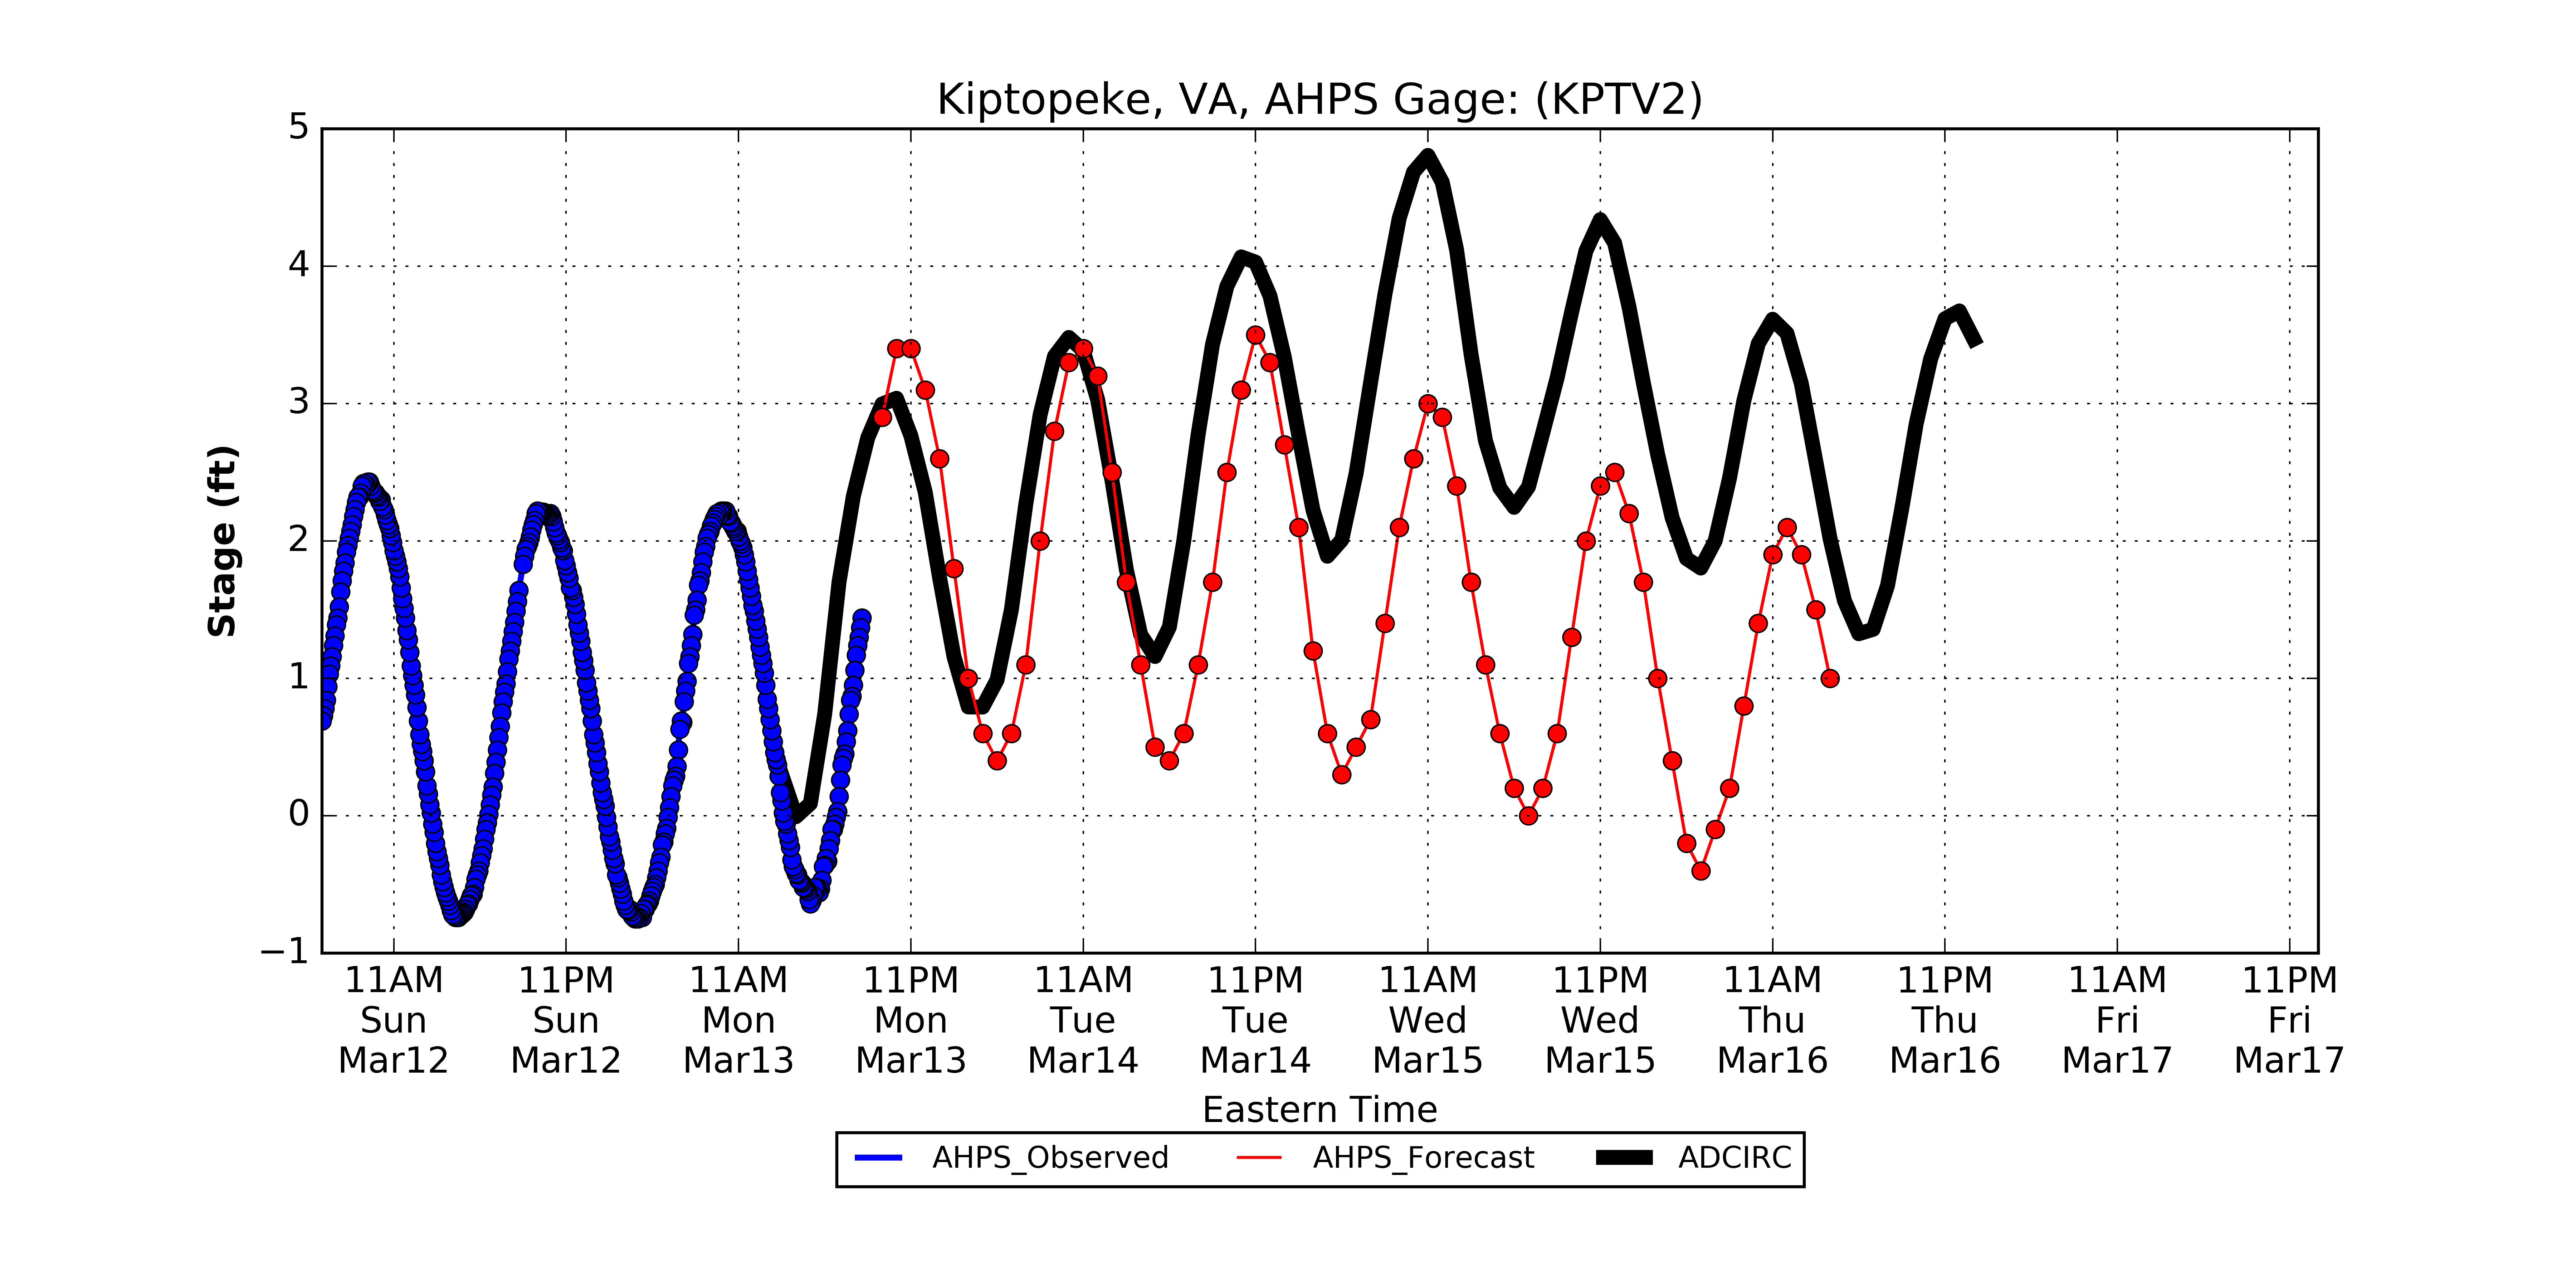 Kiptopeke, VA, AHPS Gage: (KPTV2)
5
4
3
2
1
0
−1
Stage (ft)
11AM 11PM 11AM 11PM 11AM 11PM 11AM 11PM 11AM 11PM 11AM 11PM
Sun Sun Mon Mon Tue Tue Wed Wed Thu Thu Fri Fri
Mar12 Mar12 Mar13 Mar13 Mar14 Mar14 Mar15 Mar15 Mar16 Mar16 Mar17 Mar17
Eastern Time
AHPS_Observed AHPS_Forecast ADCIRC